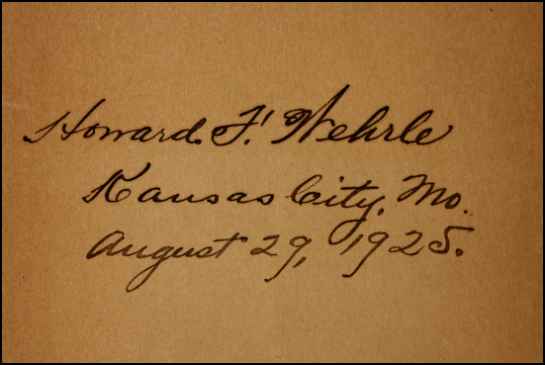 Howard F. Wehrle
Kansas City, Mo.
August 29, 1925.